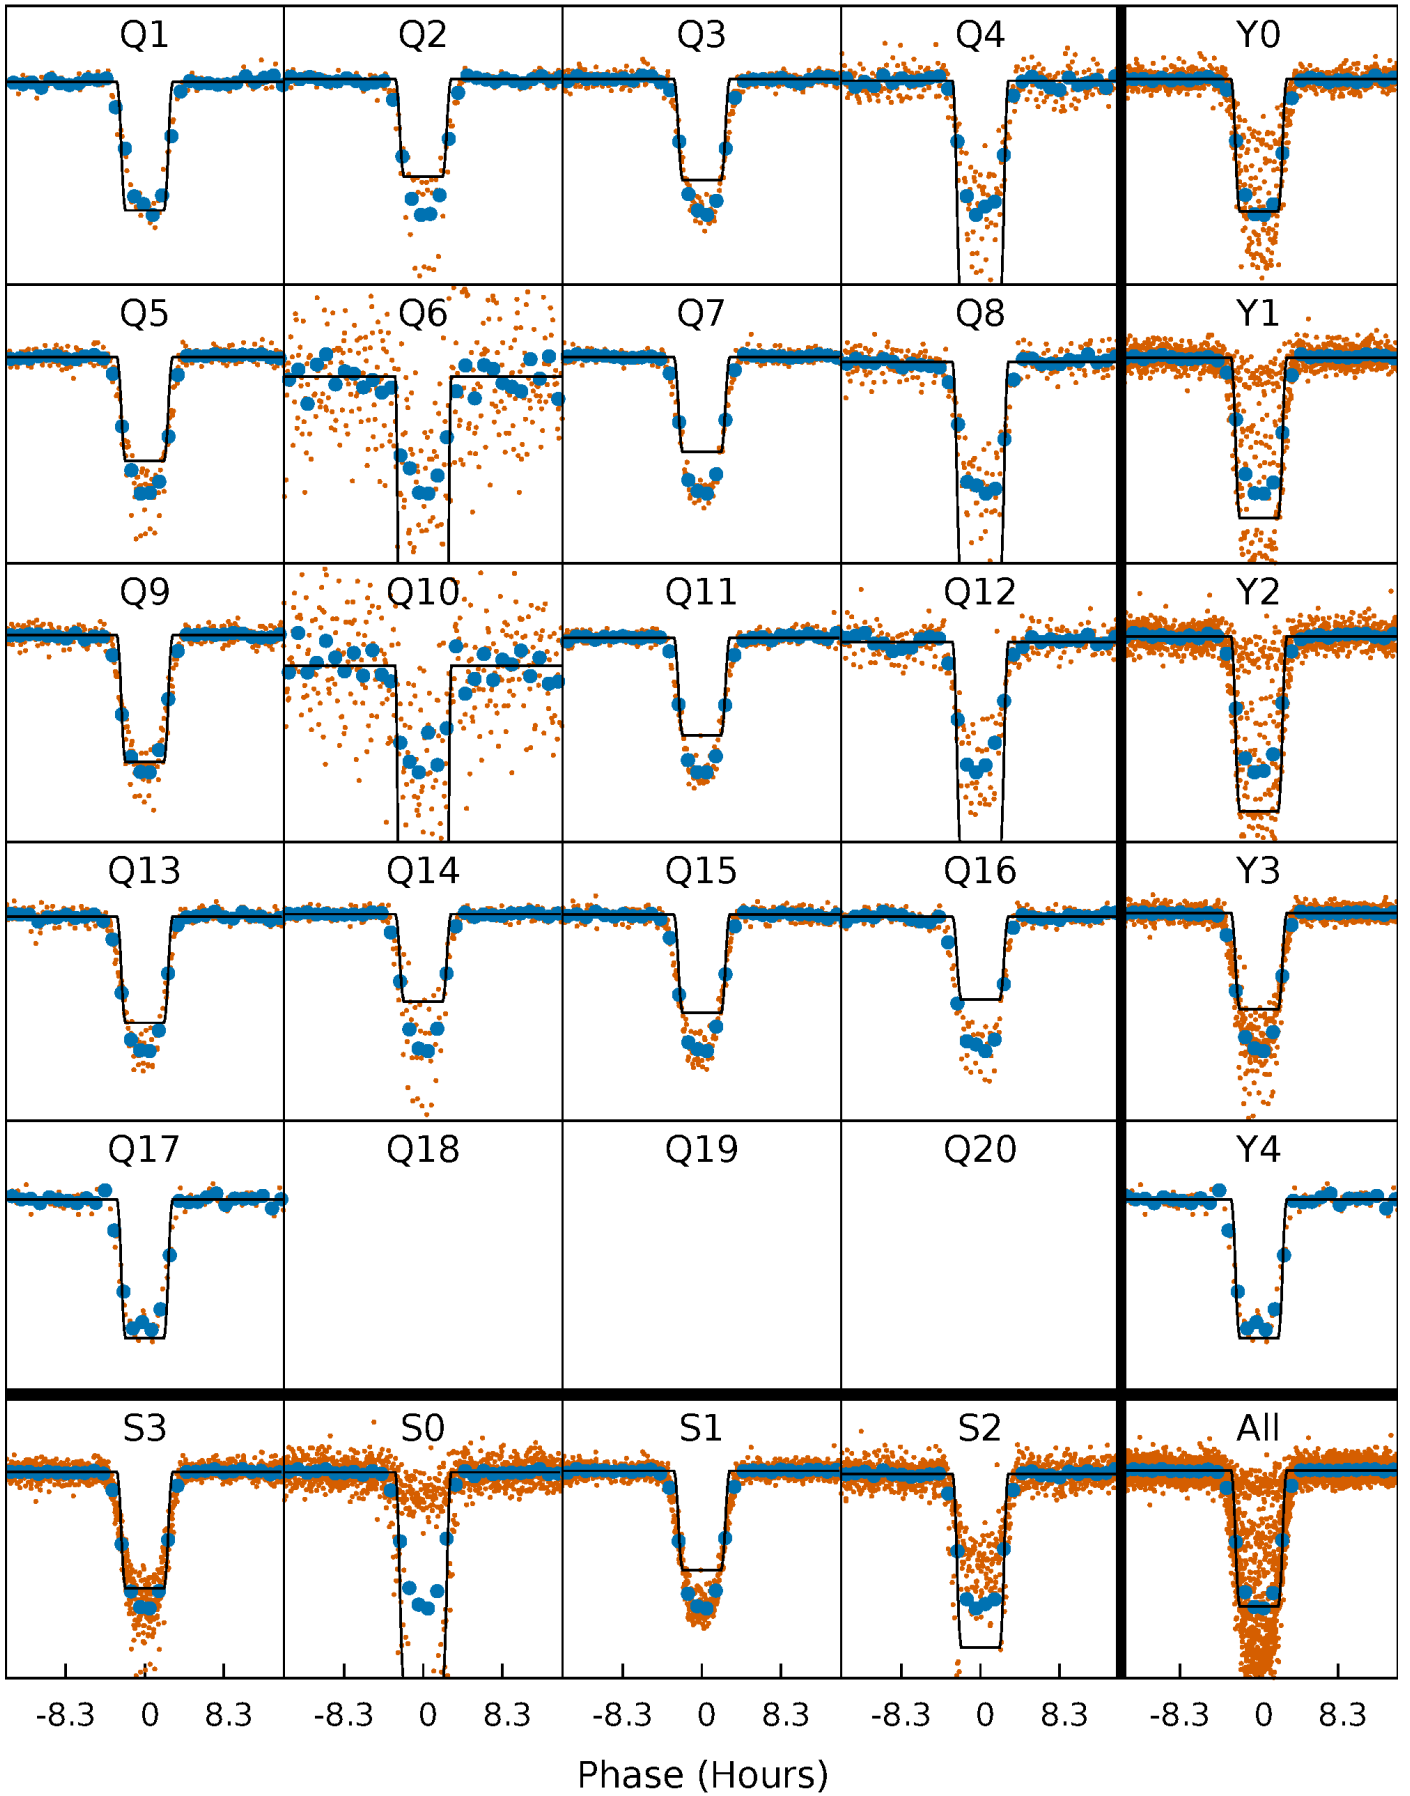 Q1 Q2 Q3 Q4 Y0
Q5 Q6 Q7 Q8 Y1
Q9 Q10 Q11 Q12 Y2
Q13 Q14 Q15 Q16 Y3
Q17 Q18 Q19 Q20 Y4
S3 S0 S1 S2 All
-8.3 0 8.3 -8.3 0 8.3 -8.3 0 8.3 -8.3 0 8.3 -8.3 0 8.3
Phase (Hours)